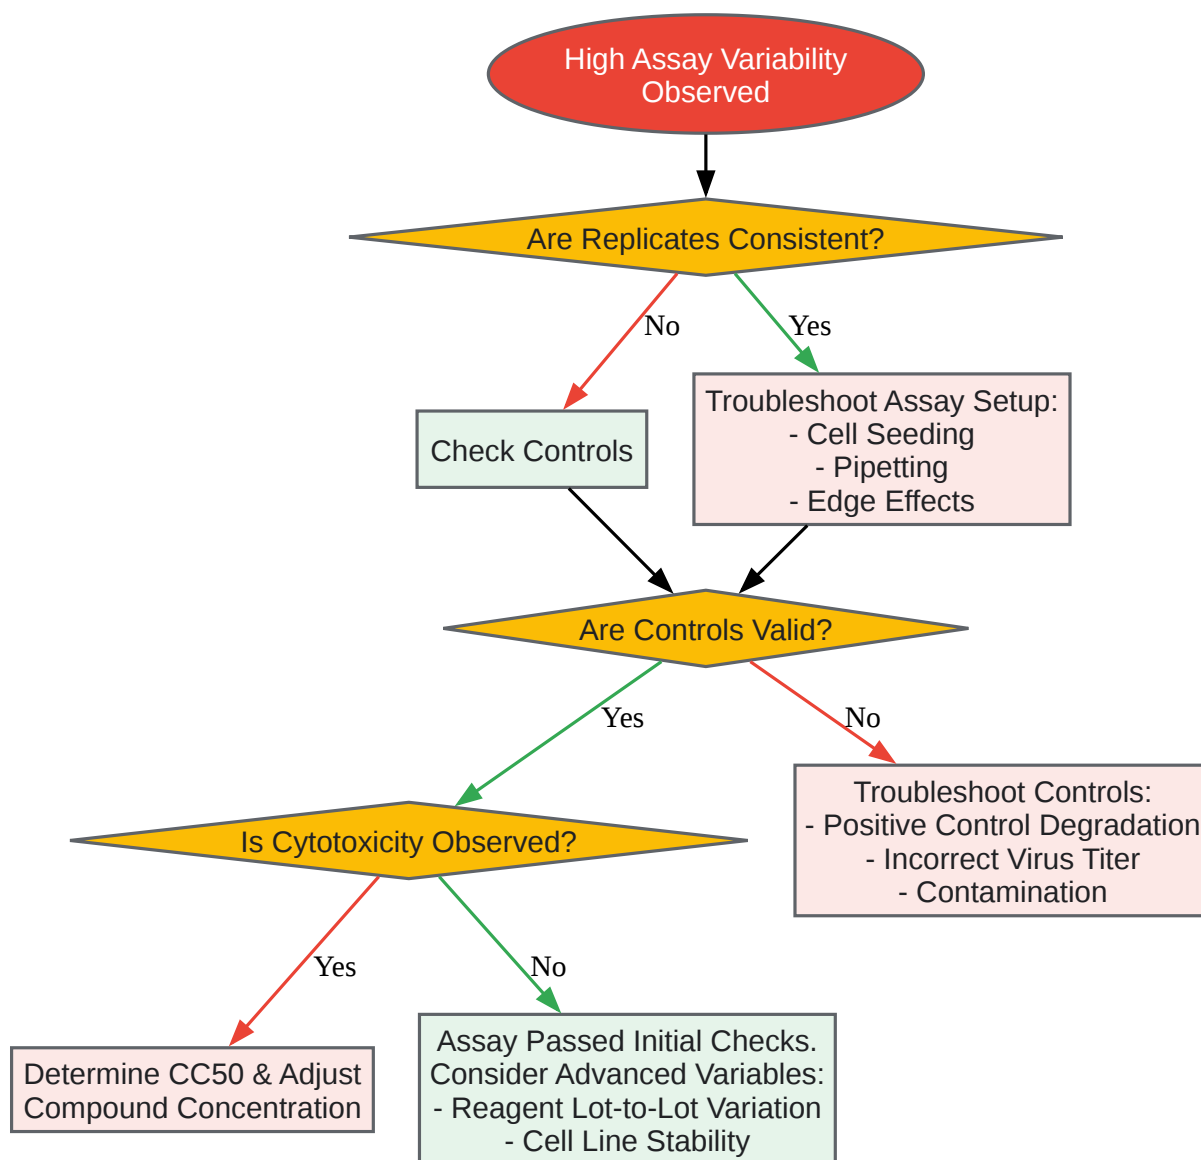 High Assay Variability
Observed
Are Replicates Consistent?
No
Yes
Check Controls
Troubleshoot Assay Setup:
- Cell Seeding
- Pipetting
- Edge Effects
Are Controls Valid?
Yes
No
Troubleshoot Controls:
- Positive Control Degradation
- Incorrect Virus Titer
- Contamination
Is Cytotoxicity Observed?
Yes
No
Determine CC50 & Adjust
Compound Concentration
Assay Passed Initial Checks.
Consider Advanced Variables:
- Reagent Lot-to-Lot Variation
- Cell Line Stability